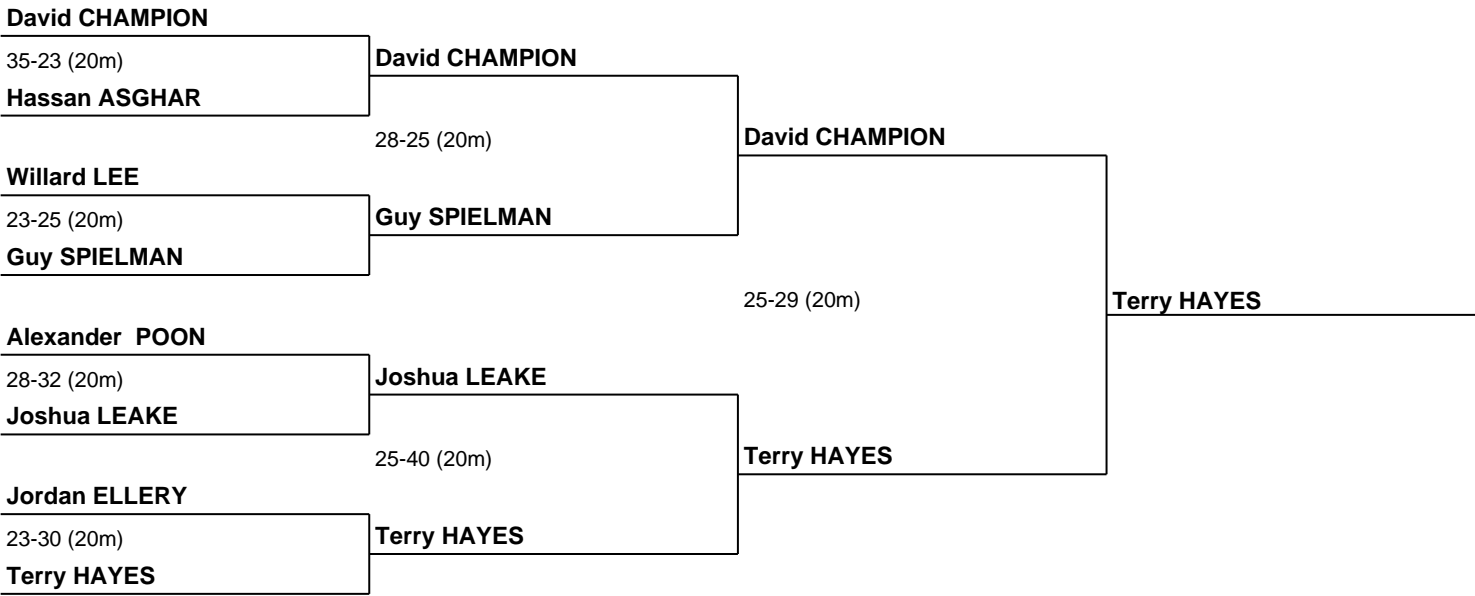 David CHAMPION
35-23 (20m)
Hassan ASGHAR
Willard LEE
23-25 (20m)
Guy SPIELMAN
Alexander  POON
28-32 (20m)
Joshua LEAKE
Jordan ELLERY
23-30 (20m)
Terry HAYES
David CHAMPION
28-25 (20m)
Guy SPIELMAN
Joshua LEAKE
25-40 (20m)
Terry HAYES
David CHAMPION
25-29 (20m)
Terry HAYES
Terry HAYES